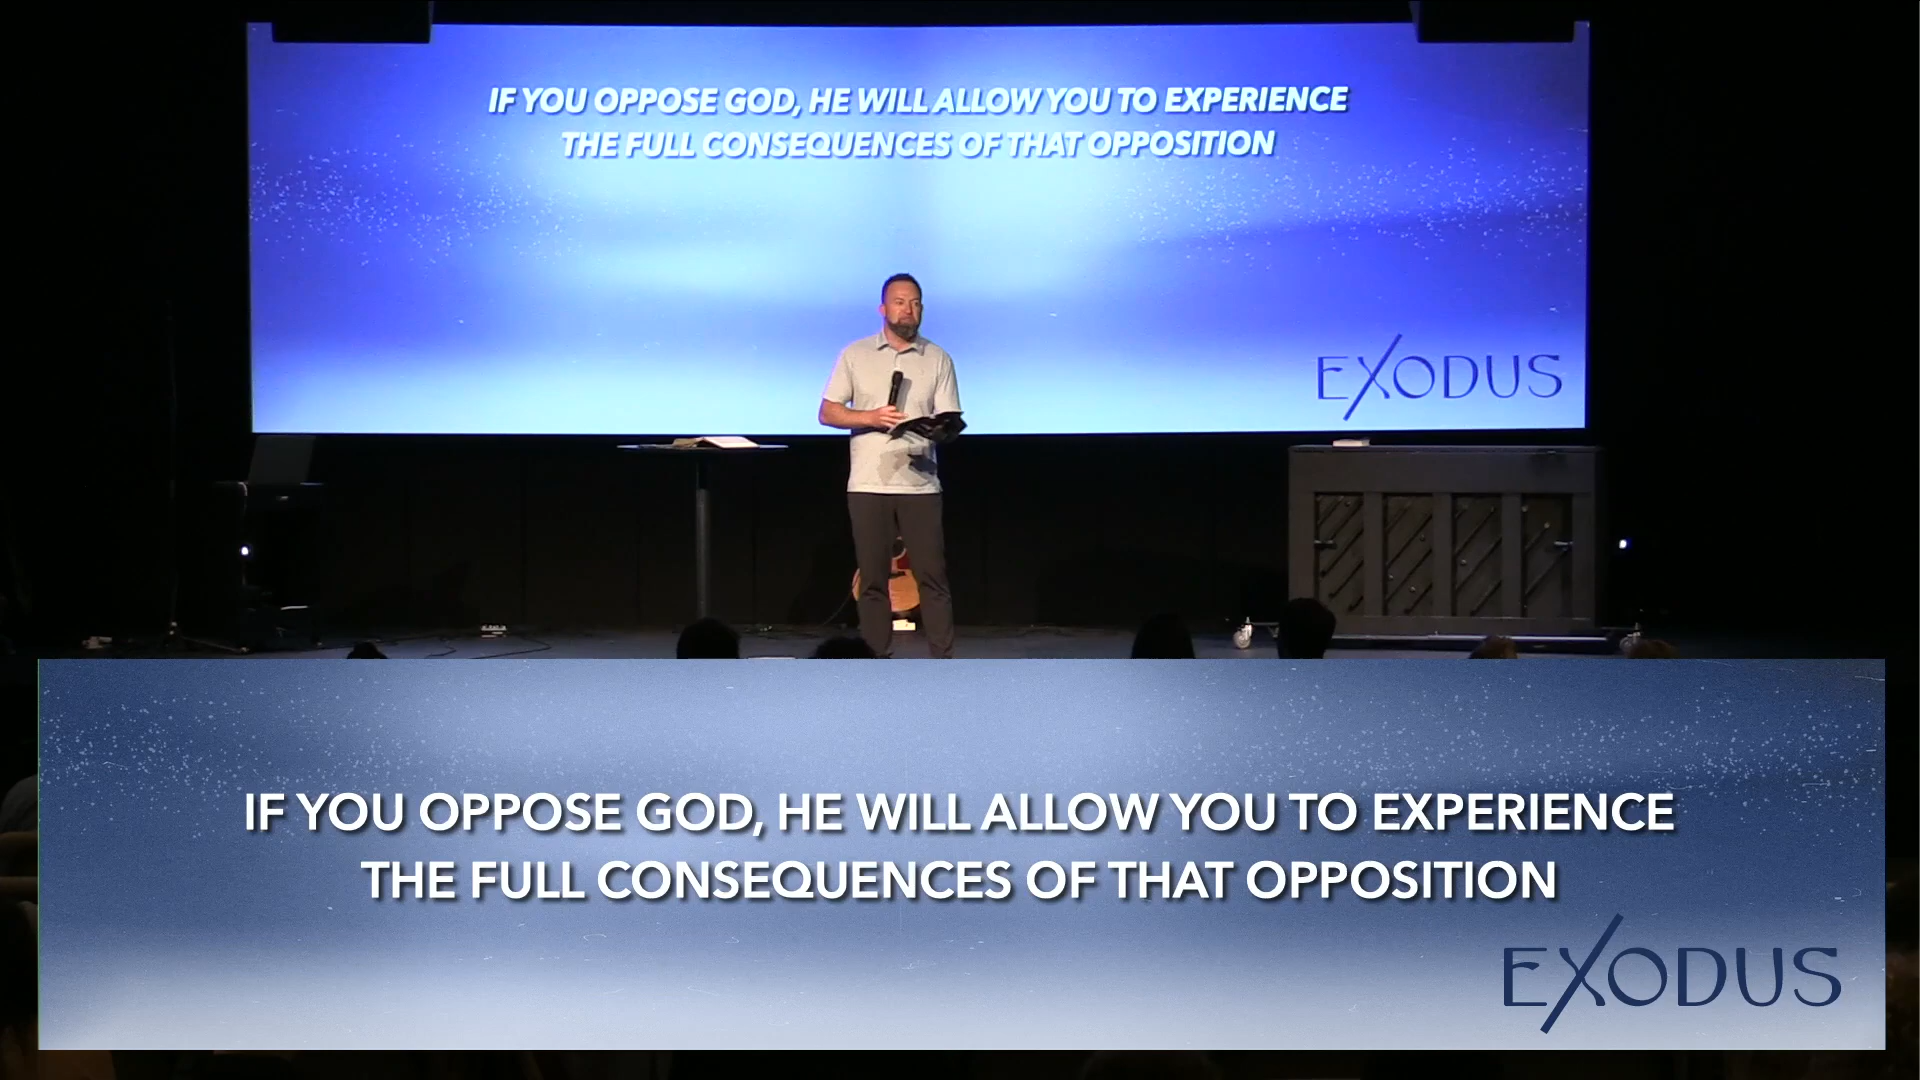 IF YOU OPPOSE GOD, HE WILL ALLOW YOU TO EXPERIENCE
THE FULL CONSEQUENCES OF THAT OPPOSITION
EXODUS
IF YOU OPPOSE GOD, HE WILL ALLOW YOU TO EXPERIENCE
THE FULL CONSEQUENCES OF THAT OPPOSITION
EXODUS